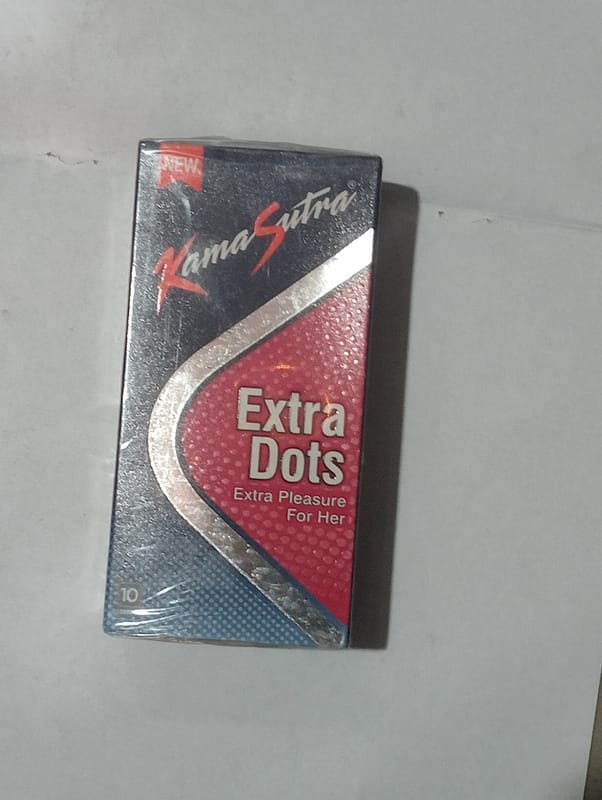 NEW
KamaSutra®
Extra
Dots
Extra Pleasure
For Her
10